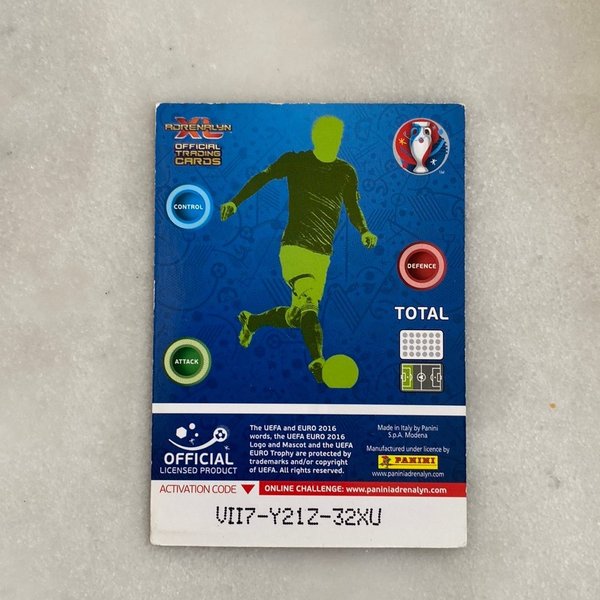 ADRENALYN
XL
OFFICIAL
TRADING
CARDS
TM
CONTROL
DEFENCE
TOTAL
ATTACK
OFFICIAL
LICENSED PRODUCT
The UEFA and EURO 2016
words, the UEFA EURO 2016
Logo and Mascot and the UEFA
EURO Trophy are protected by
trademarks and/or copyright
of UEFA. All rights reserved.
Made in Italy by Panini
S.p.A. Modena
Manufactured under licence by
PANINI
www.paniniadrenalyn.com
ACTIVATION CODE
ONLINE CHALLENGE: www.paniniadrenalyn.com
VII7-Y21Z-32XU